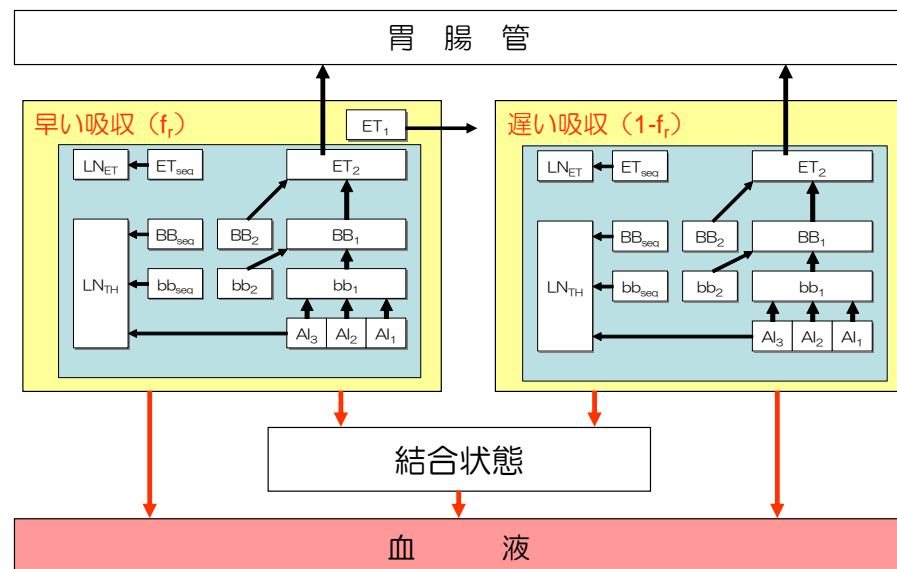 胃 腸 管
早い吸収（fr）
ET1
LNET
ETseq
ET2
BBseq
BB2
BB1
LNTH
bbseq
bb2
bb1
AI3
AI2
AI1
遅い吸収（1-fr）
LNET
ETseq
ET2
BBseq
BB2
BB1
LNTH
bbseq
bb2
bb1
AI3
AI2
AI1
結合状態
血 液